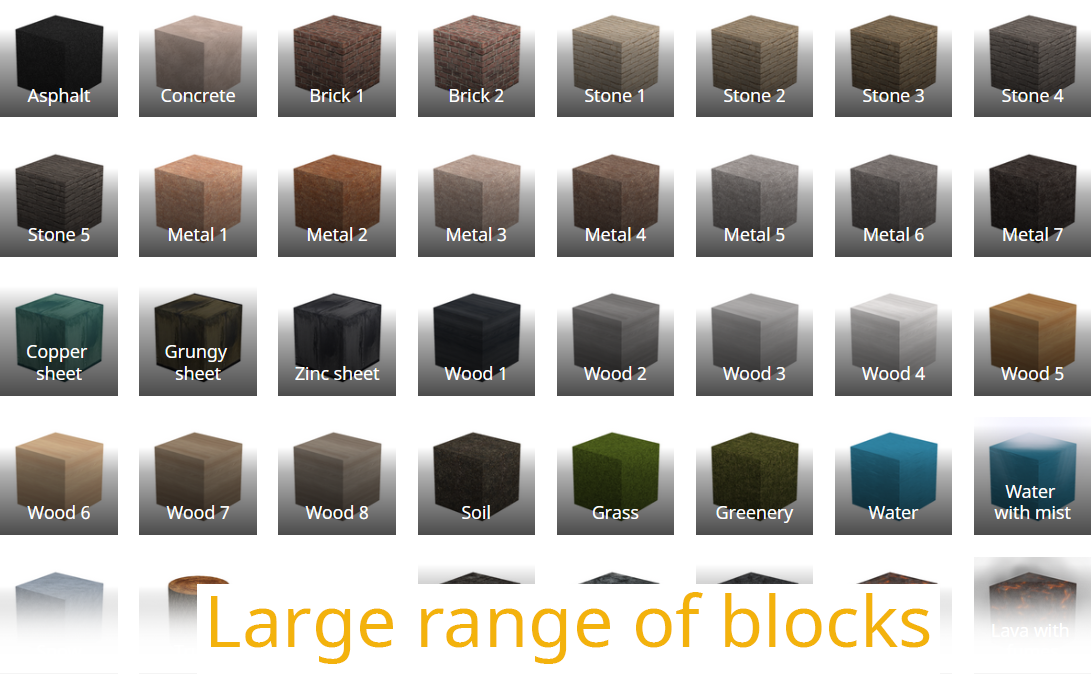 Asphalt
Concrete
Brick 1
Brick 2
Stone 1
Stone 2
Stone 3
Stone 4
Stone 5
Metal 1
Metal 2
Metal 3
Metal 4
Metal 5
Metal 6
Metal 7
Copper
sheet
Grungy
sheet
Zinc sheet
Wood 1
Wood 2
Wood 3
Wood 4
Wood 5
Wood 6
Wood 7
Wood 8
Soil
Grass
Greenery
Water
Water
with mist
Lava with
Large range of blocks